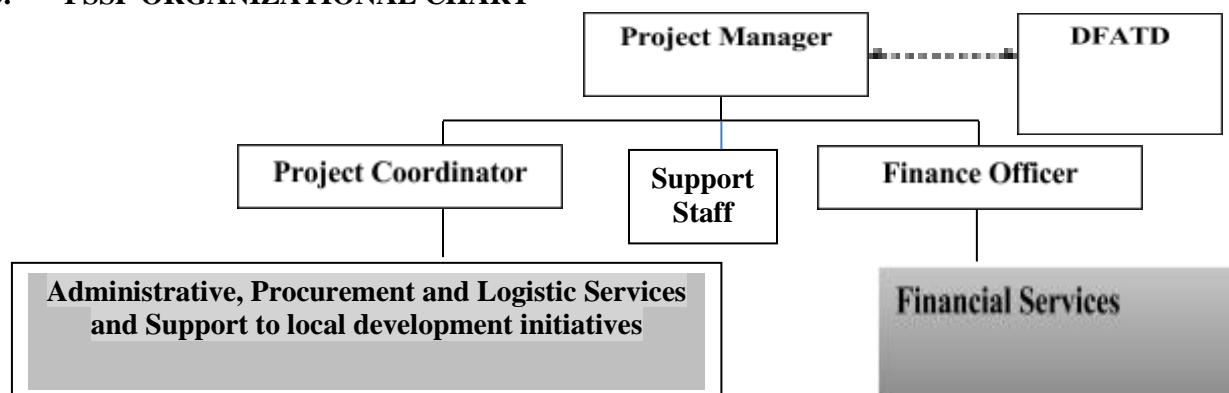 ORGANIZATIONAL CHART
Project Manager
DFATD
Project Coordinator
Support
Staff
Finance Officer
Administrative, Procurement and Logistic Services
and Support to local development initiatives
Financial Services